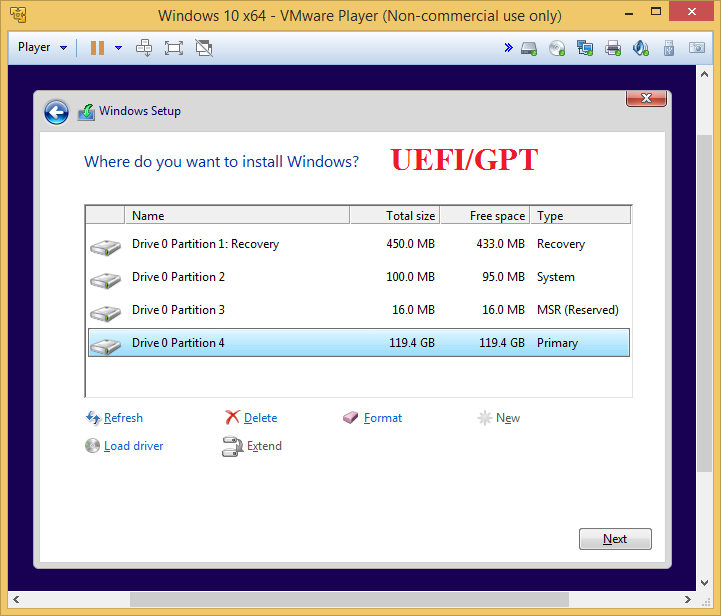 Windows 10 x64 - VMware Player (Non-commercial use only)
Player
Windows Setup
Where do you want to install Windows? UEFI/GPT
Name Total size Free space Type
Drive 0 Partition 1: Recovery 450.0 MB 433.0 MB Recovery
Drive 0 Partition 2 100.0 MB 95.0 MB System
Drive 0 Partition 3 16.0 MB 16.0 MB MSR (Reserved)
Drive 0 Partition 4 119.4 GB 119.4 GB Primary
Refresh Delete Format New
Load driver Extend
Next